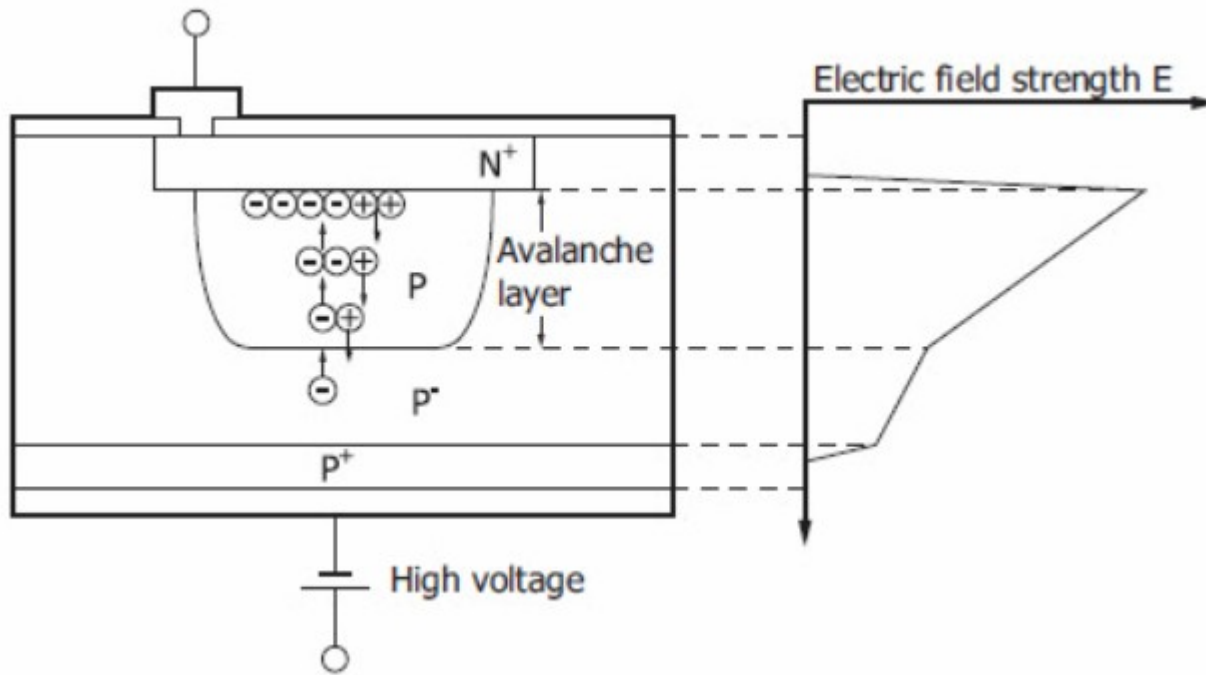 Electric field strength E
N⁺
Avalanche
layer
P
P⁻
P⁺
High voltage